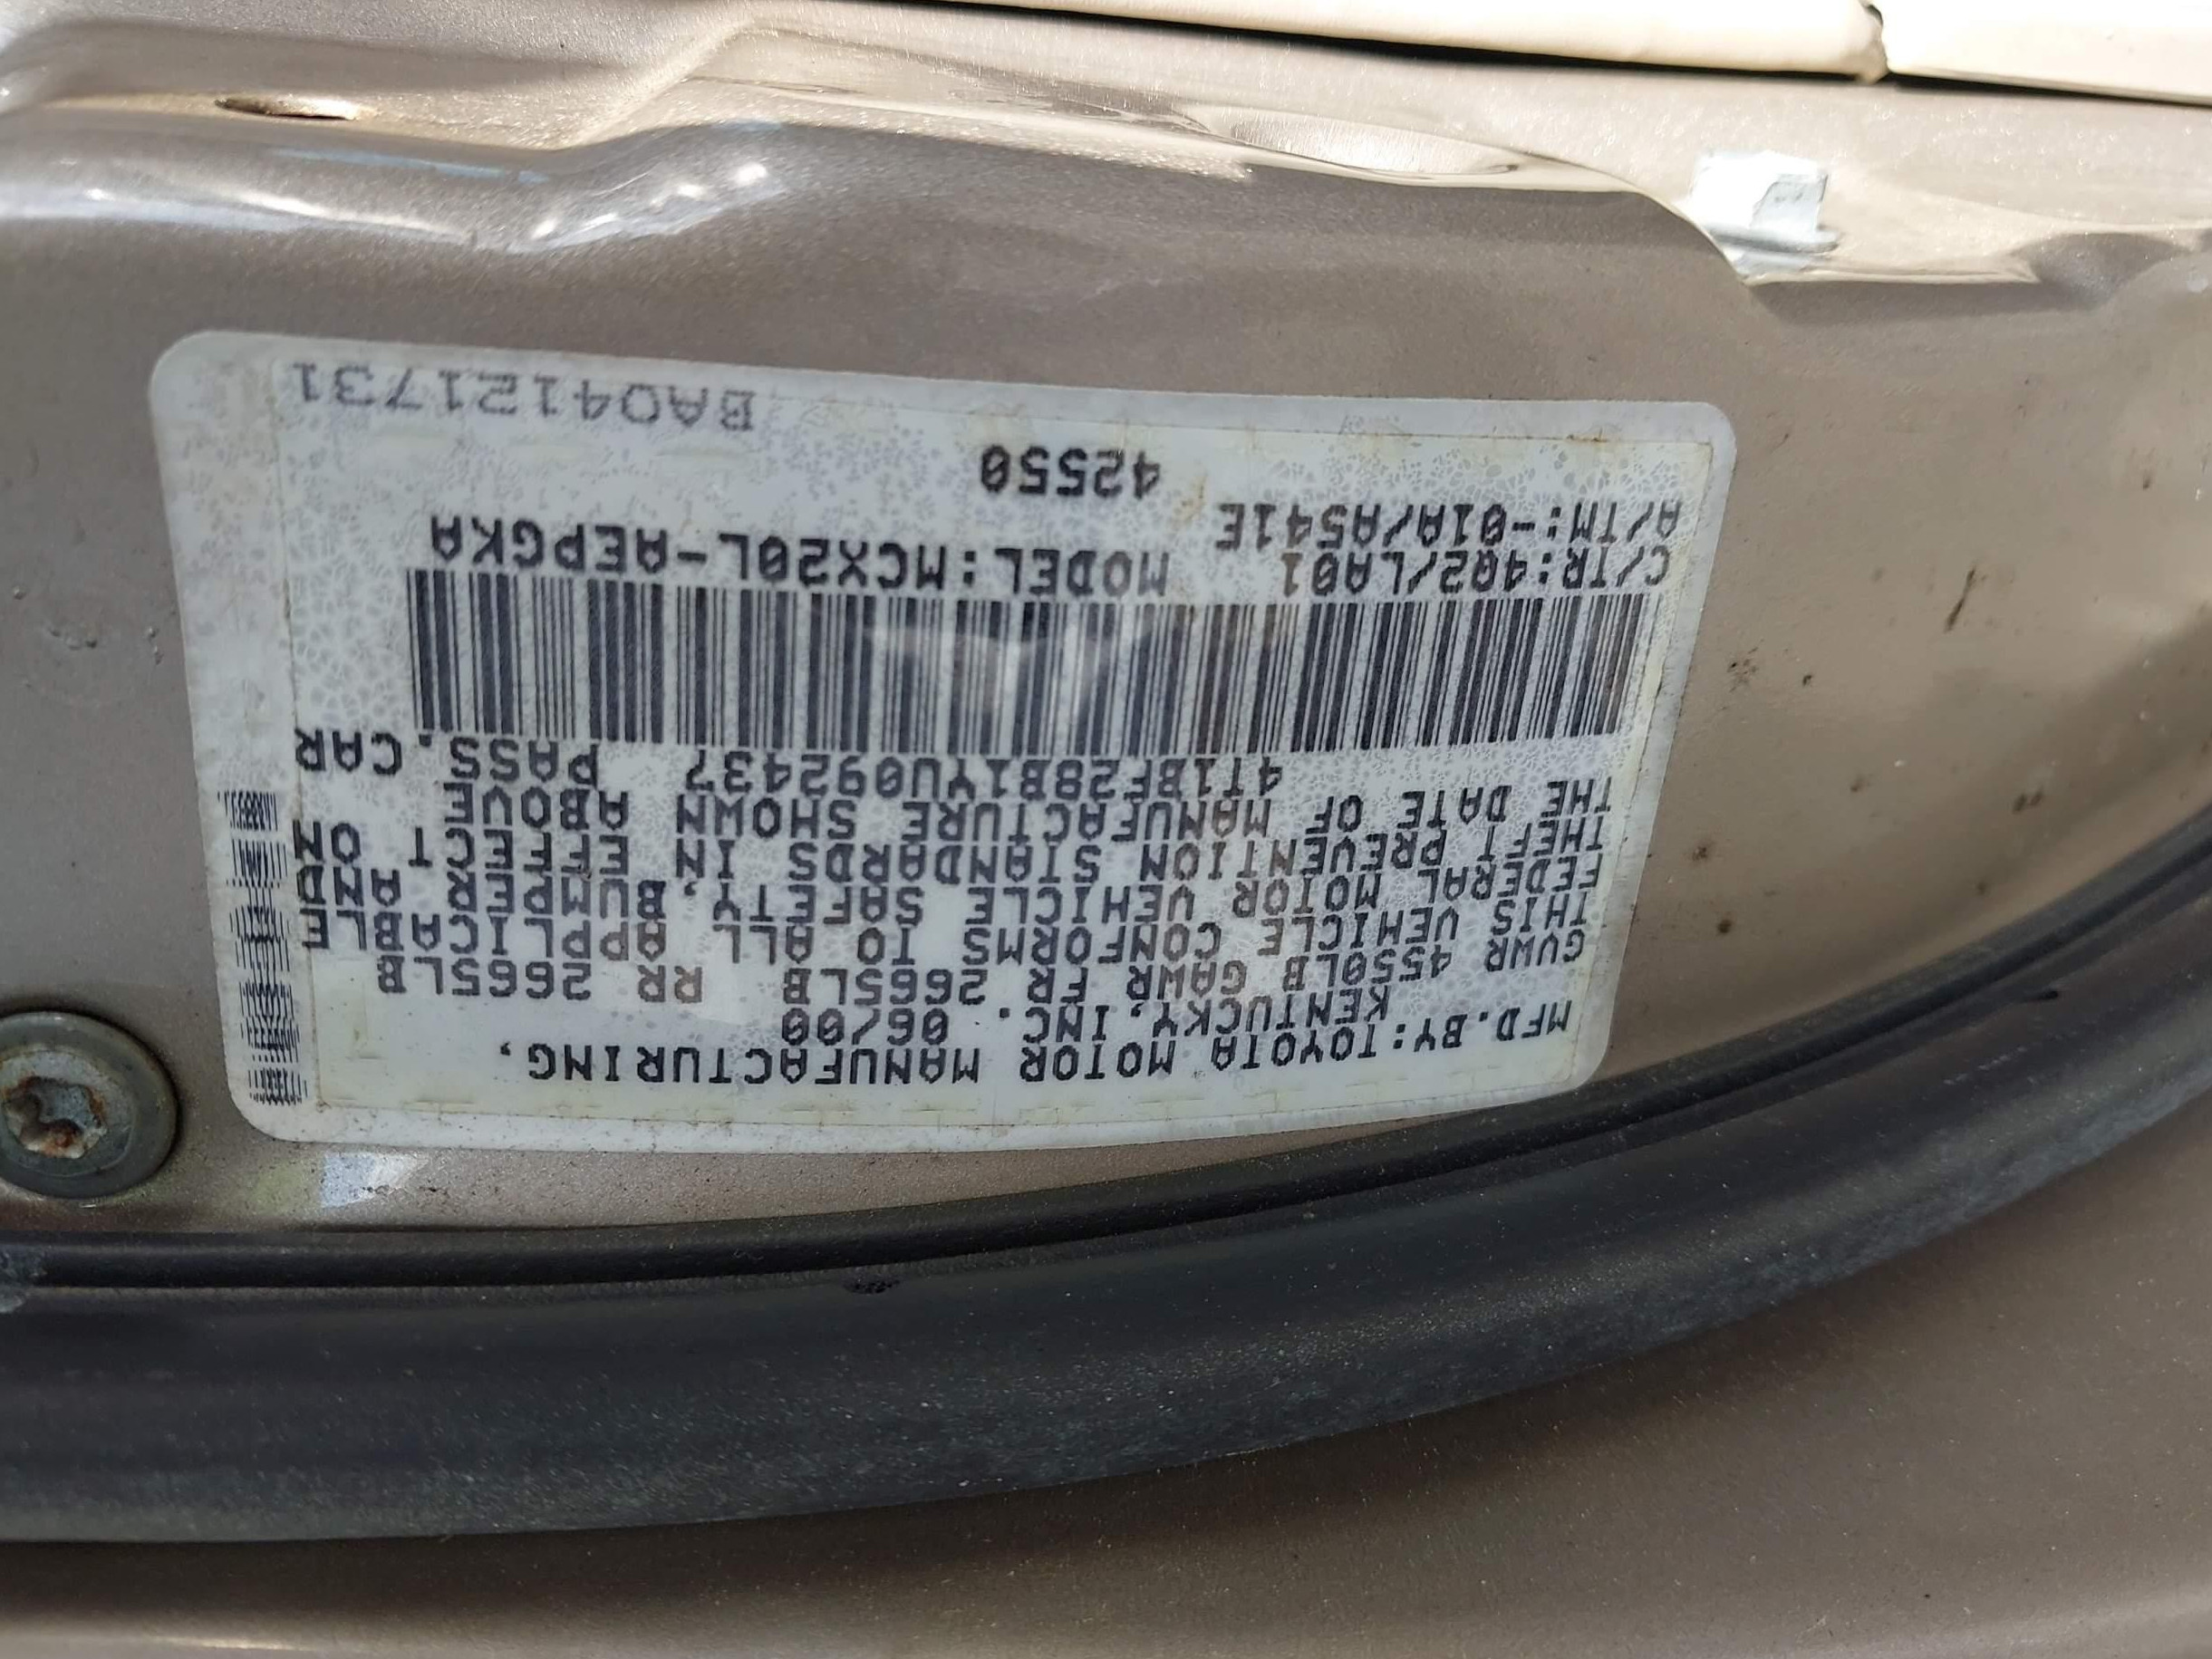 MFD.BY:TOYOTA MOTOR MANUFACTURING,
KENTUCKY,INC. 06/00
GVWR 4550LB GAWR FR 2665LB RR 2665LB
THIS VEHICLE CONFORMS TO ALL APPLICABLE
FEDERAL MOTOR VEHICLE SAFETY,BUMPER,AND
THEFT PREVENTION STANDARDS IN EFFECT ON
THE DATE OF MANUFACTURE SHOWN ABOVE
4T1BF28B1YU092437 PASS. CAR
C/TR:4Q2/LA01 MODEL:MCX20L-AEPGKA
A/TM:-01A/A541E
42550
BA04121731